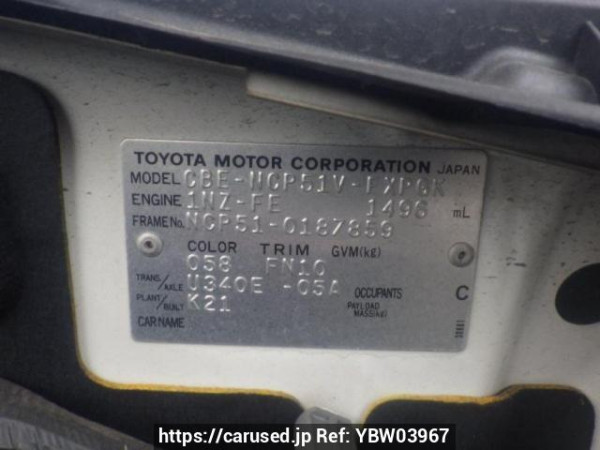 TOYOTA MOTOR CORPORATION JAPAN
MODEL CBE-NCP51V-EXPGK
ENGINE 1NZ-FE 1496 mL
FRAME No. NCP51-0187859
COLOR TRIM GVM(kg)
058 FN10
TRANS./AXLE U340E -05A OCCUPANTS C
PLANT/BUILT K21 PAYLOAD MASS(kg)
CAR NAME
https://carused.jp Ref: YBW03967